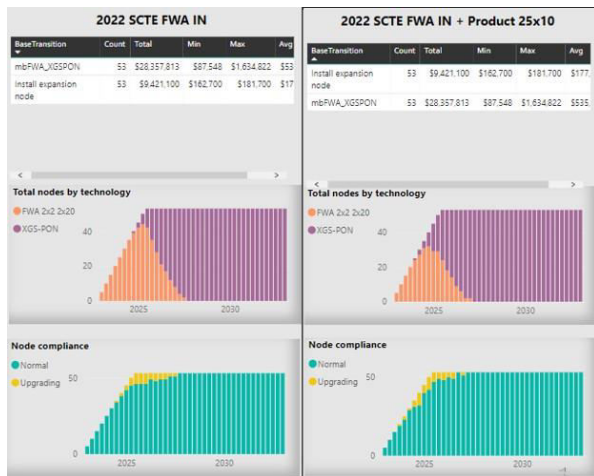 2022 SCTE FWA IN
BaseTransition Count Total Min Max Avg
mbFWA_XGSPON 53 $28,357,813 $87,548 $1,634,822 $53
Install expansion 53 $9,421,100 $162,700 $181,700 $17
node
Total nodes by technology
FWA 2x2 2x20
XGS-PON
40
20
0
2025 2030
Node compliance
Normal
Upgrading
50
0
2025 2030
2022 SCTE FWA IN + Product 25x10
BaseTransition Count Total Min Max Avg
Install expansion 53 $9,421,100 $162,700 $181,700 $177,
node
mbFWA_XGSPON 53 $28,357,813 $87,548 $1,634,822 $535,
Total nodes by technology
FWA 2x2 2x20
XGS-PON
40
20
0
2025 2030
Node compliance
Normal
Upgrading
50
0
2025 2030